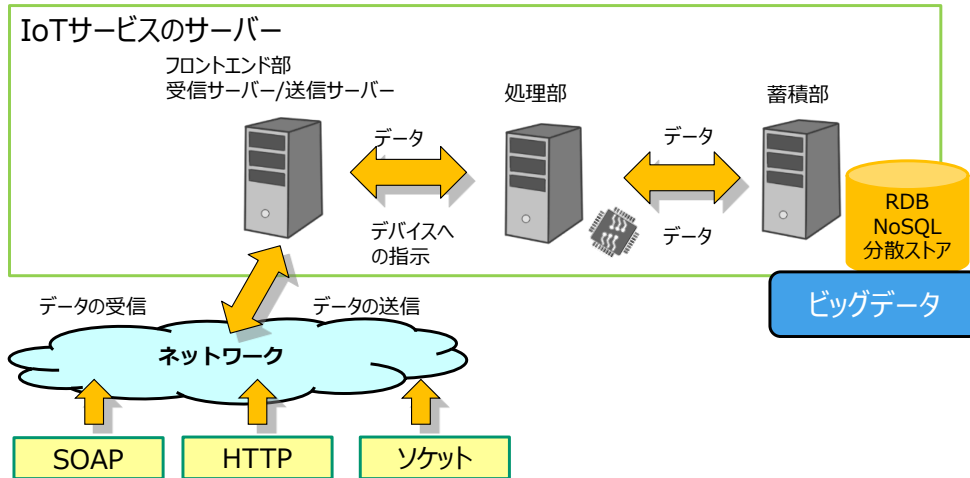 IoTサービスのサーバー
フロントエンド部
受信サーバー/送信サーバー
処理部
蓄積部
データ
データ
デバイスへ
の指示
データ
RDB
NoSQL
分散ストア
ビッグデータ
データの受信
データの送信
ネットワーク
SOAP
HTTP
ソケット